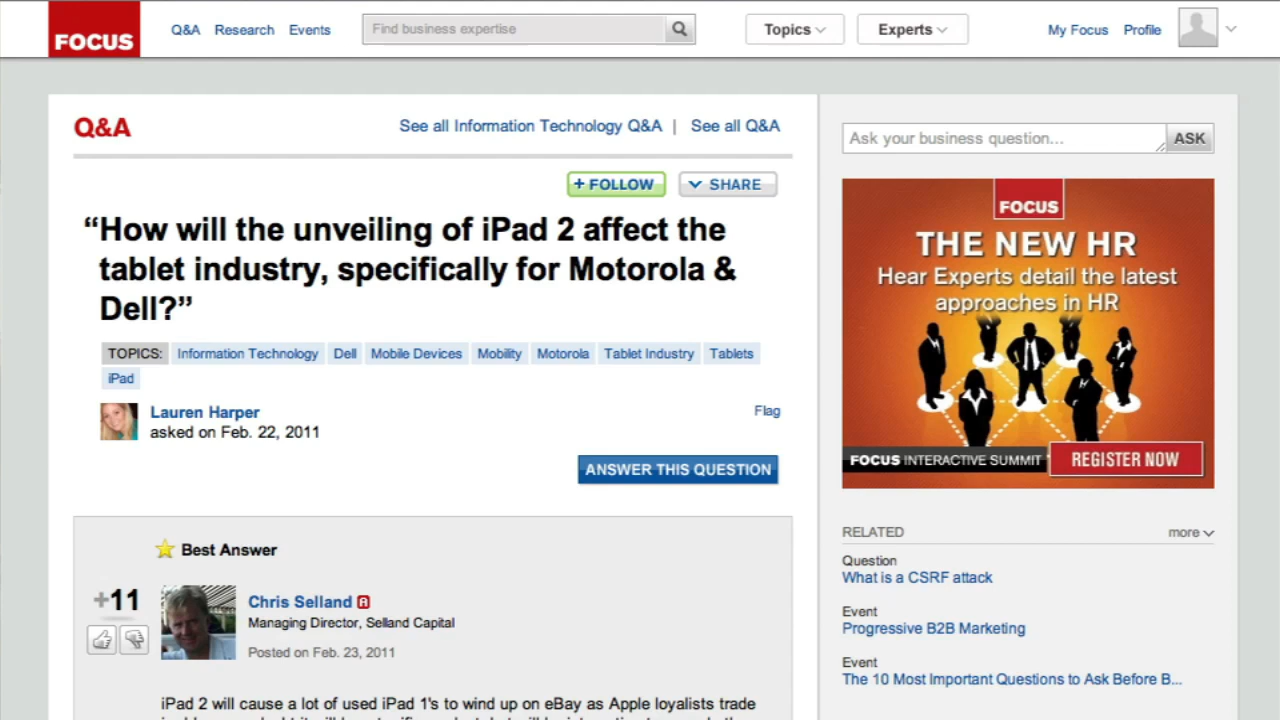 FOCUS
Q&A Research Events
Find business expertise
Topics
Experts
My Focus Profile
Q&A
See all Information Technology Q&A | See all Q&A
+ FOLLOW
SHARE
“How will the unveiling of iPad 2 affect the
tablet industry, specifically for Motorola &
Dell?”
TOPICS: Information Technology Dell Mobile Devices Mobility Motorola Tablet Industry Tablets
iPad
Lauren Harper
asked on Feb. 22, 2011
Flag
ANSWER THIS QUESTION
Best Answer
+11
Chris Selland
Managing Director, Selland Capital
Posted on Feb. 23, 2011
iPad 2 will cause a lot of used iPad 1's to wind up on eBay as Apple loyalists trade
Ask your business question...
ASK
FOCUS
THE NEW HR
Hear Experts detail the latest
approaches in HR
FOCUS INTERACTIVE SUMMIT
REGISTER NOW
RELATED
more
Question
What is a CSRF attack
Event
Progressive B2B Marketing
Event
The 10 Most Important Questions to Ask Before B...